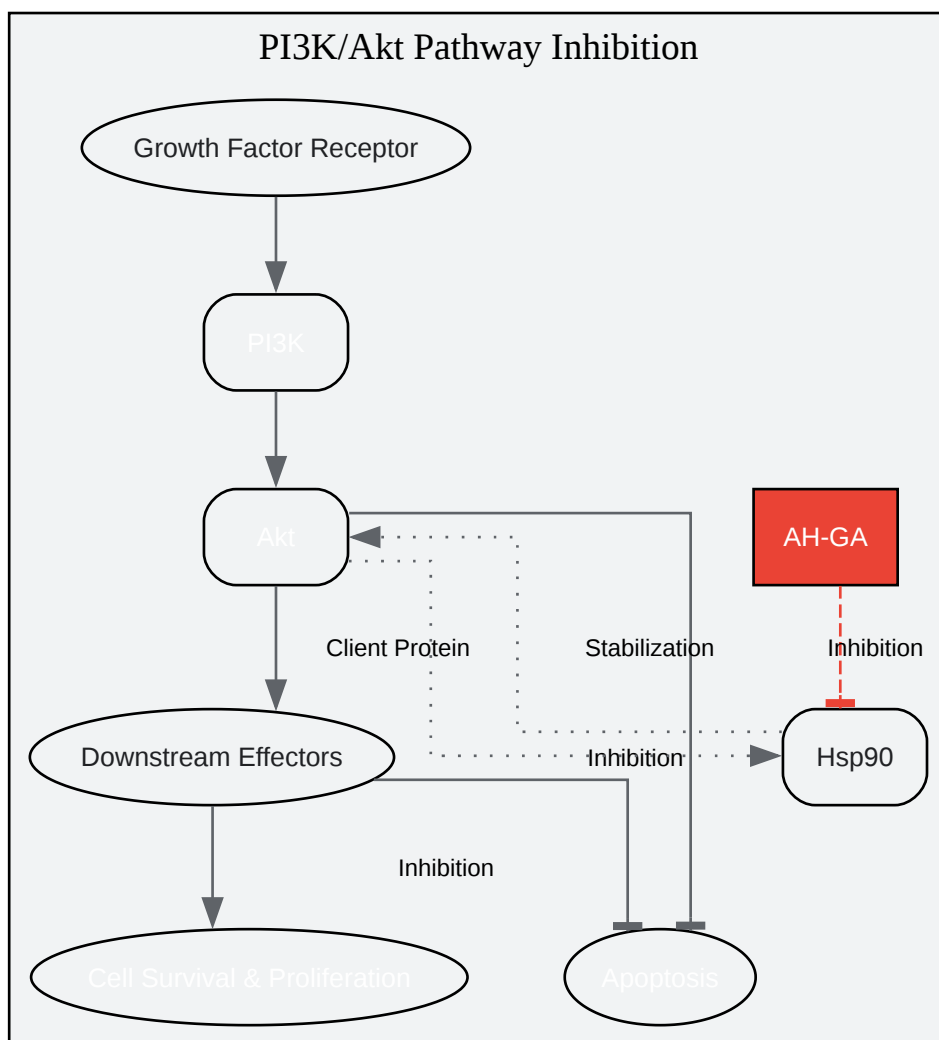 PI3K/Akt Pathway Inhibition
Growth Factor Receptor
PI3K
Akt
AH-GA
Client Protein
Stabilization
Inhibition
Downstream Effectors
Inhibition
Hsp90
Inhibition
Cell Survival & Proliferation
Apoptosis